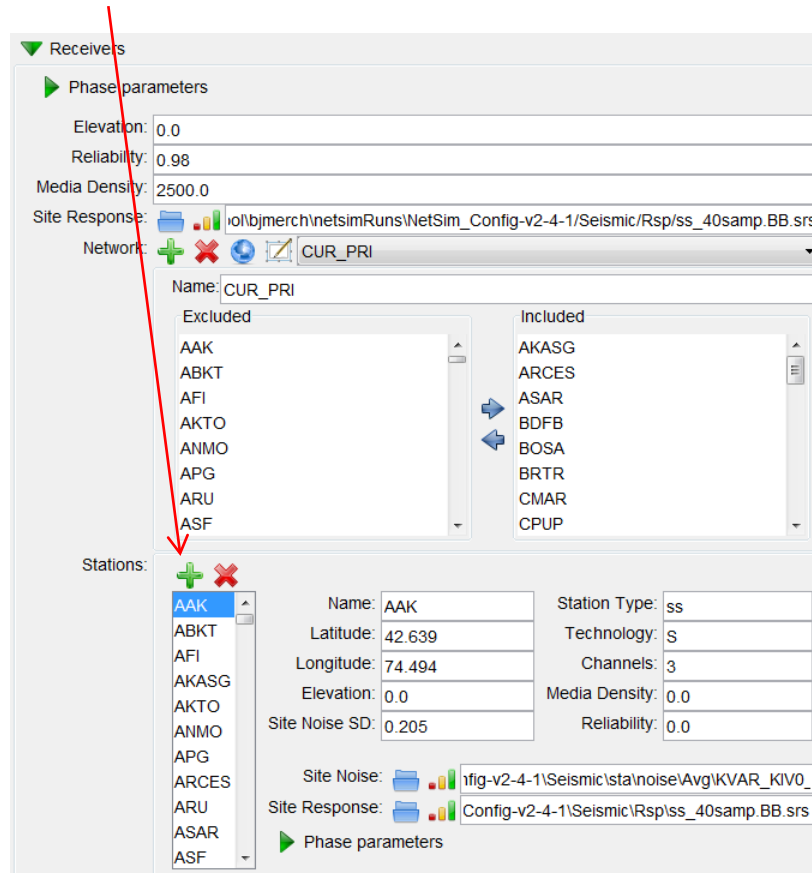 Receivers
Phase parameters
Elevation: 0.0
Reliability: 0.98
Media Density: 2500.0
Site Response: ol\bjmerch\netsimRuns\NetSim_Config-v2-4-1/Seismic/Rsp/ss_40samp.BB.srs
Network: CUR_PRI
Name: CUR_PRI
Excluded Included
AAK AKASG
ABKT ARCES
AFI ASAR
AKTO BDFB
ANMO BOSA
APG BRTR
ARU CMAR
ASF CPUP
Stations:
AAK Name: AAK Station Type: ss
ABKT Latitude: 42.639 Technology: S
AFI Longitude: 74.494 Channels: 3
AKASG Elevation: 0.0 Media Density: 0.0
AKTO Site Noise SD: 0.205 Reliability: 0.0
ANMO
APG
ARCES Site Noise: nfig-v2-4-1\Seismic\sta\noise\Avg\KVAR_KIV0_
ARU Site Response: Config-v2-4-1\Seismic\Rsp\ss_40samp.BB.srs
ASAR Phase parameters
ASF